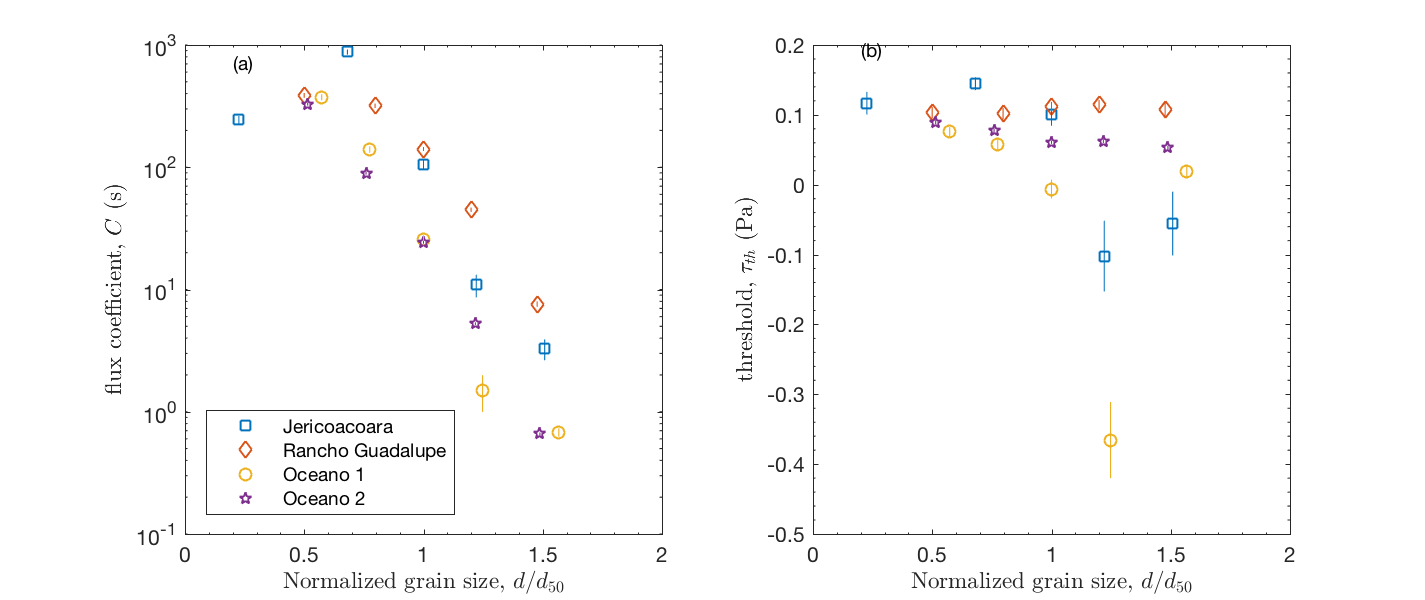 (a)
flux coefficient, C (s)
10^3
10^2
10^1
10^0
10^-1
Jericoacoara
Rancho Guadalupe
Oceano 1
Oceano 2
0 0.5 1 1.5 2
Normalized grain size, d/d_50
(b)
threshold, τ_th (Pa)
0.2
0.1
0
-0.1
-0.2
-0.3
-0.4
-0.5
0 0.5 1 1.5 2
Normalized grain size, d/d_50